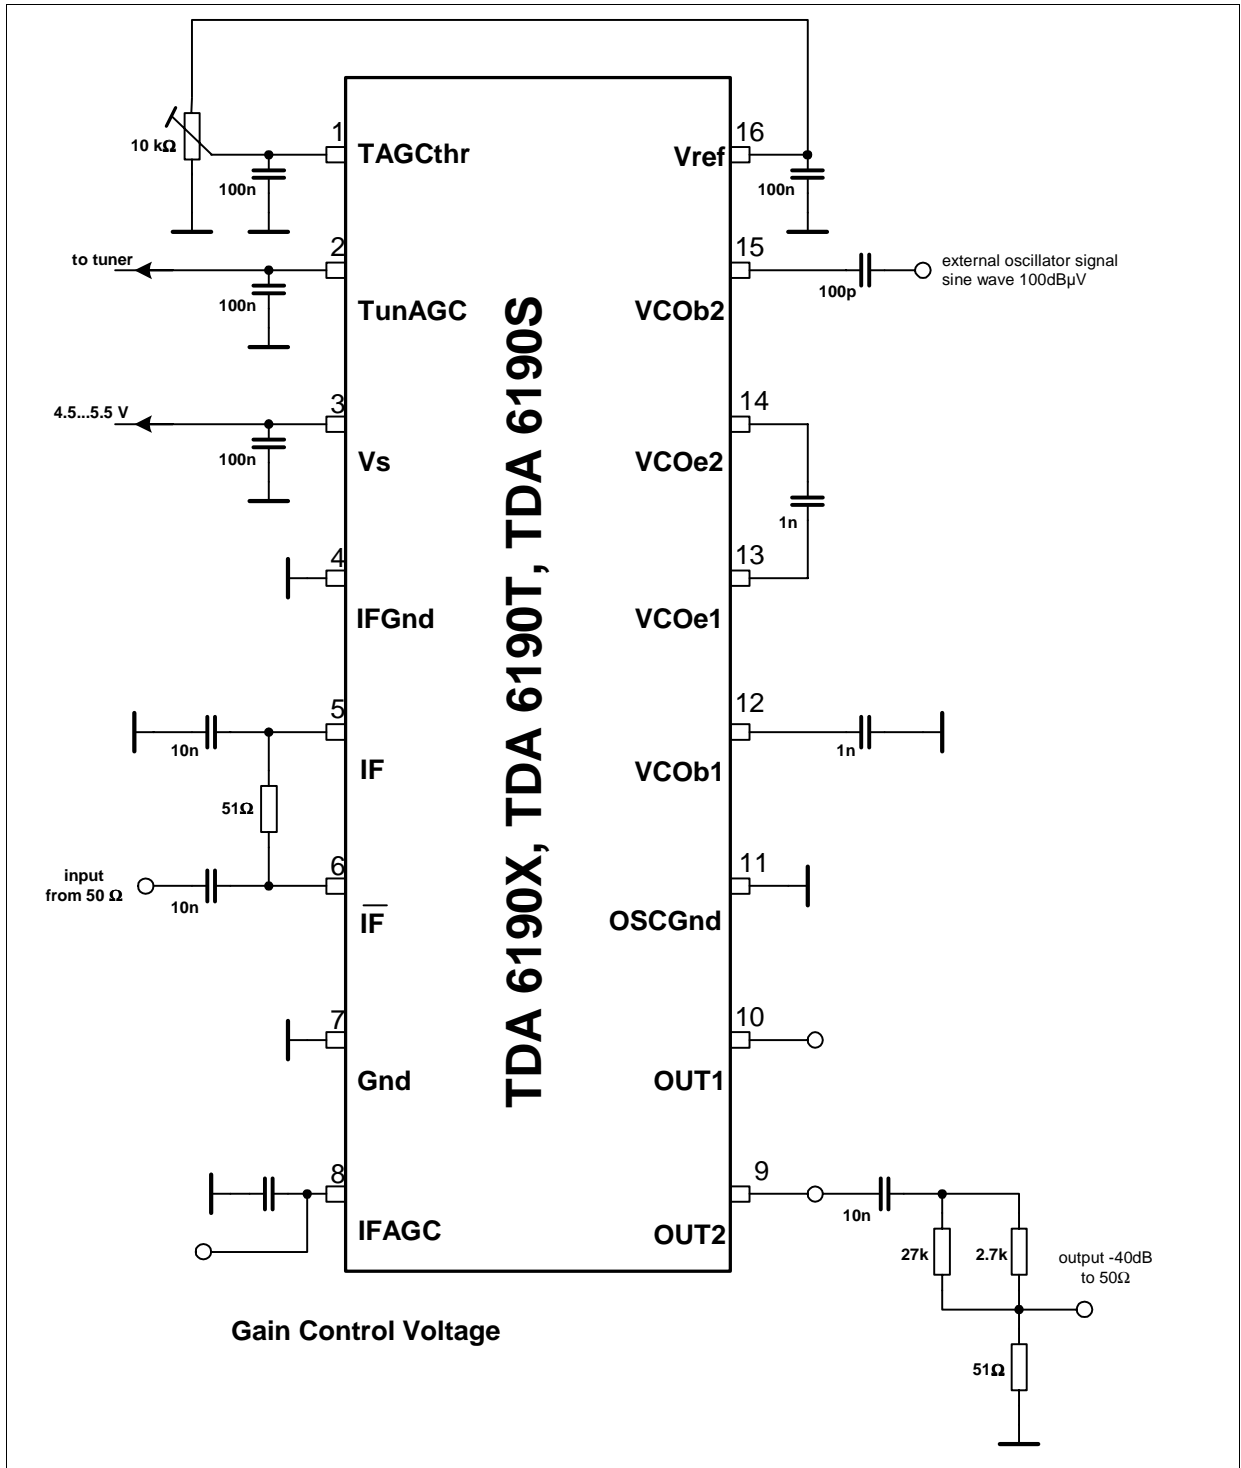 1
16
10 kΩ
TAGCthr
Vref
100n
100n
2
15
to tuner
external oscillator signal
sine wave 100dBµV
100p
100n
TunAGC
VCOb2
TDA 6190X, TDA 6190T, TDA 6190S
3
14
4.5...5.5 V
100n
Vs
VCOe2
1n
4
13
IFGnd
VCOe1
5
12
10n
1n
IF
VCOb1
51Ω
6
11
input
from 50 Ω
10n
IF
OSCGnd
7
10
Gnd
OUT1
8
9
10n
IFAGC
OUT2
27k
2.7k
output -40dB
to 50Ω
Gain Control Voltage
51Ω